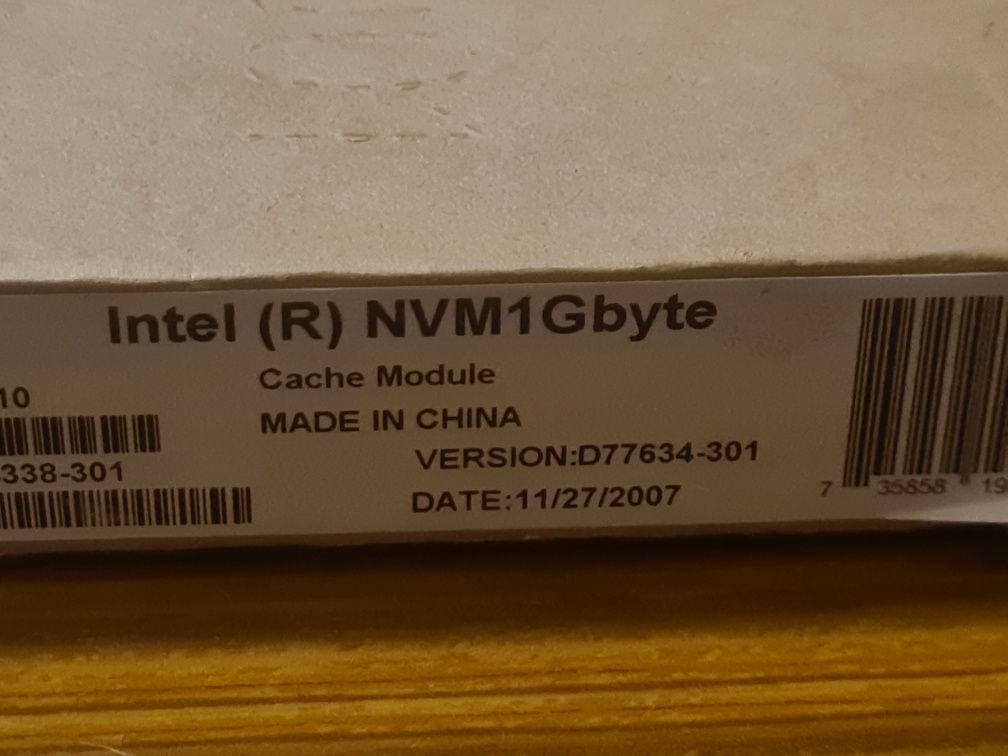 Intel (R) NVM1Gbyte
Cache Module
MADE IN CHINA
VERSION:D77634-301
DATE:11/27/2007
10
338-301
7 35858 19